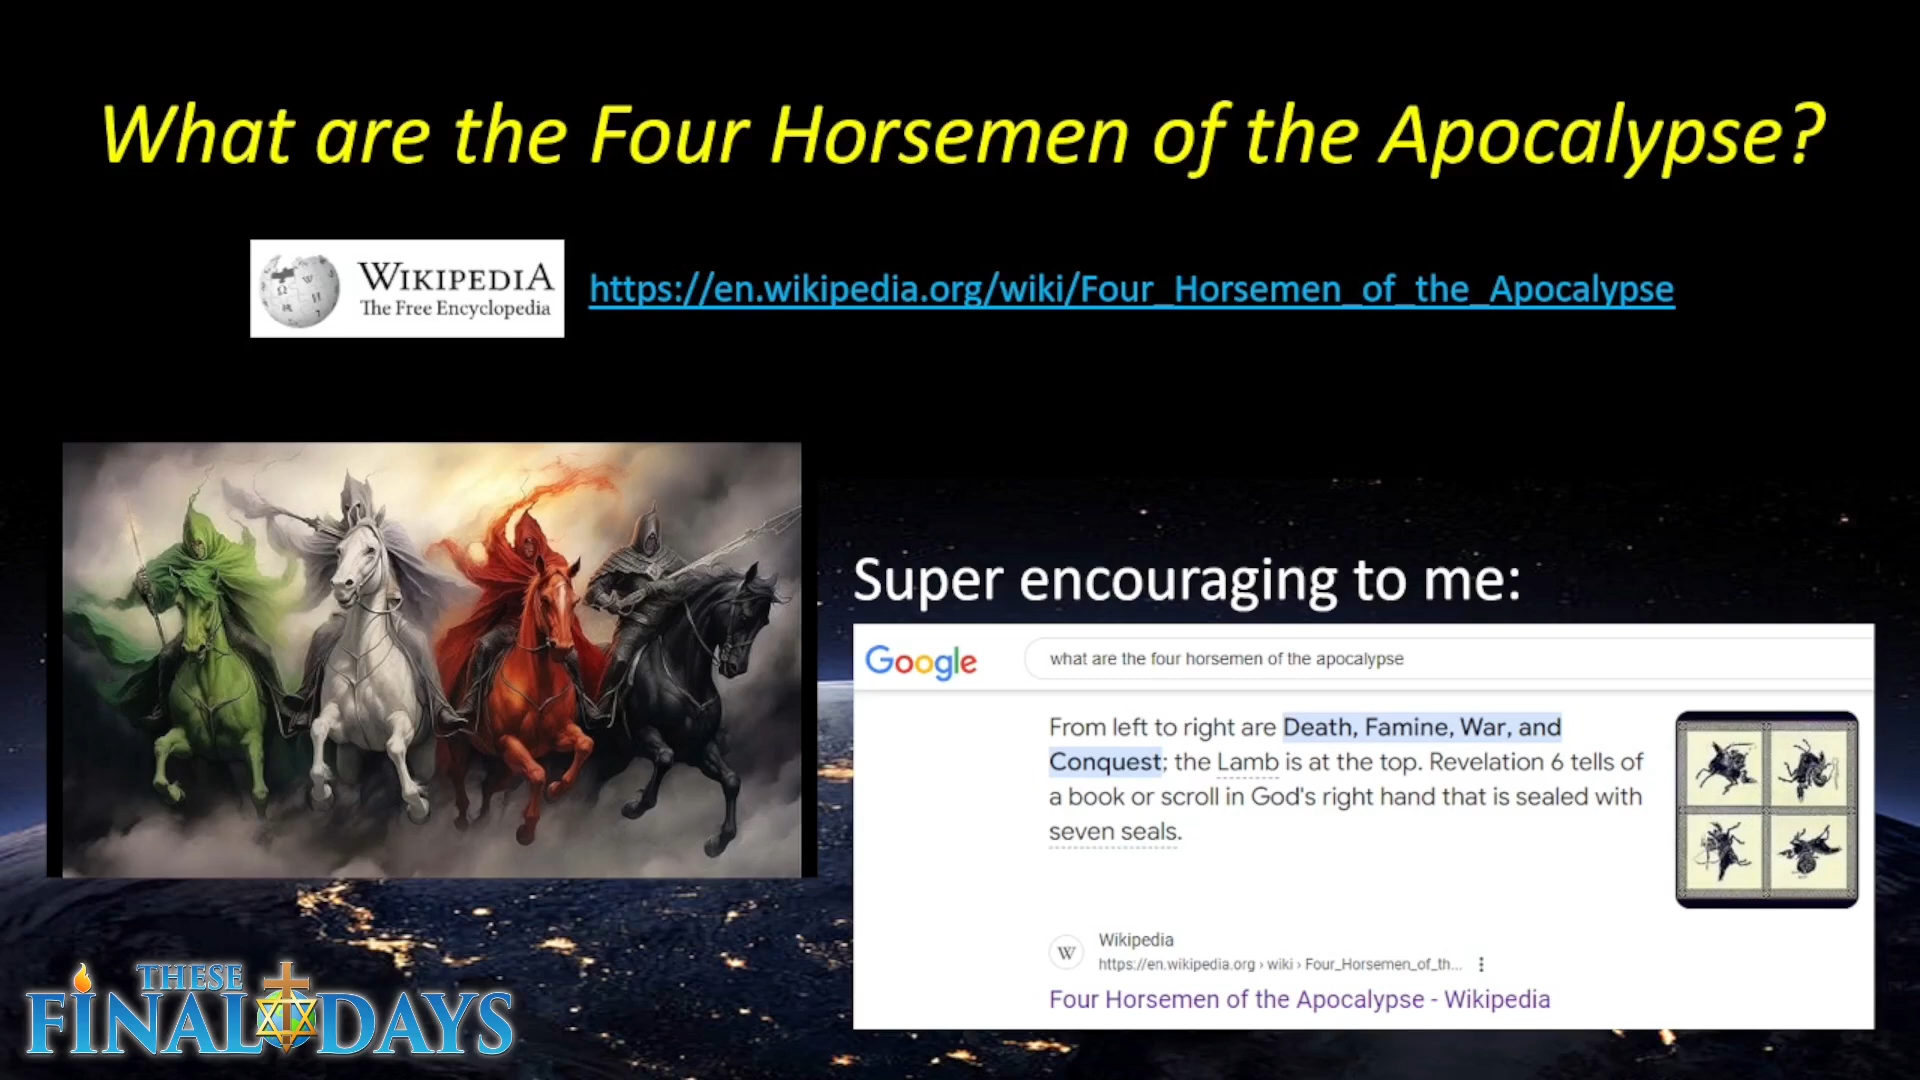 What are the Four Horsemen of the Apocalypse?
WIKIPEDIA
The Free Encyclopedia
https://en.wikipedia.org/wiki/Four_Horsemen_of_the_Apocalypse
Super encouraging to me:
Google
what are the four horsemen of the apocalypse
From left to right are Death, Famine, War, and
Conquest; the Lamb is at the top. Revelation 6 tells of
a book or scroll in God's right hand that is sealed with
seven seals.
W
Wikipedia
https://en.wikipedia.org › wiki › Four_Horsemen_of_th...
Four Horsemen of the Apocalypse - Wikipedia
THESE
FINAL DAYS